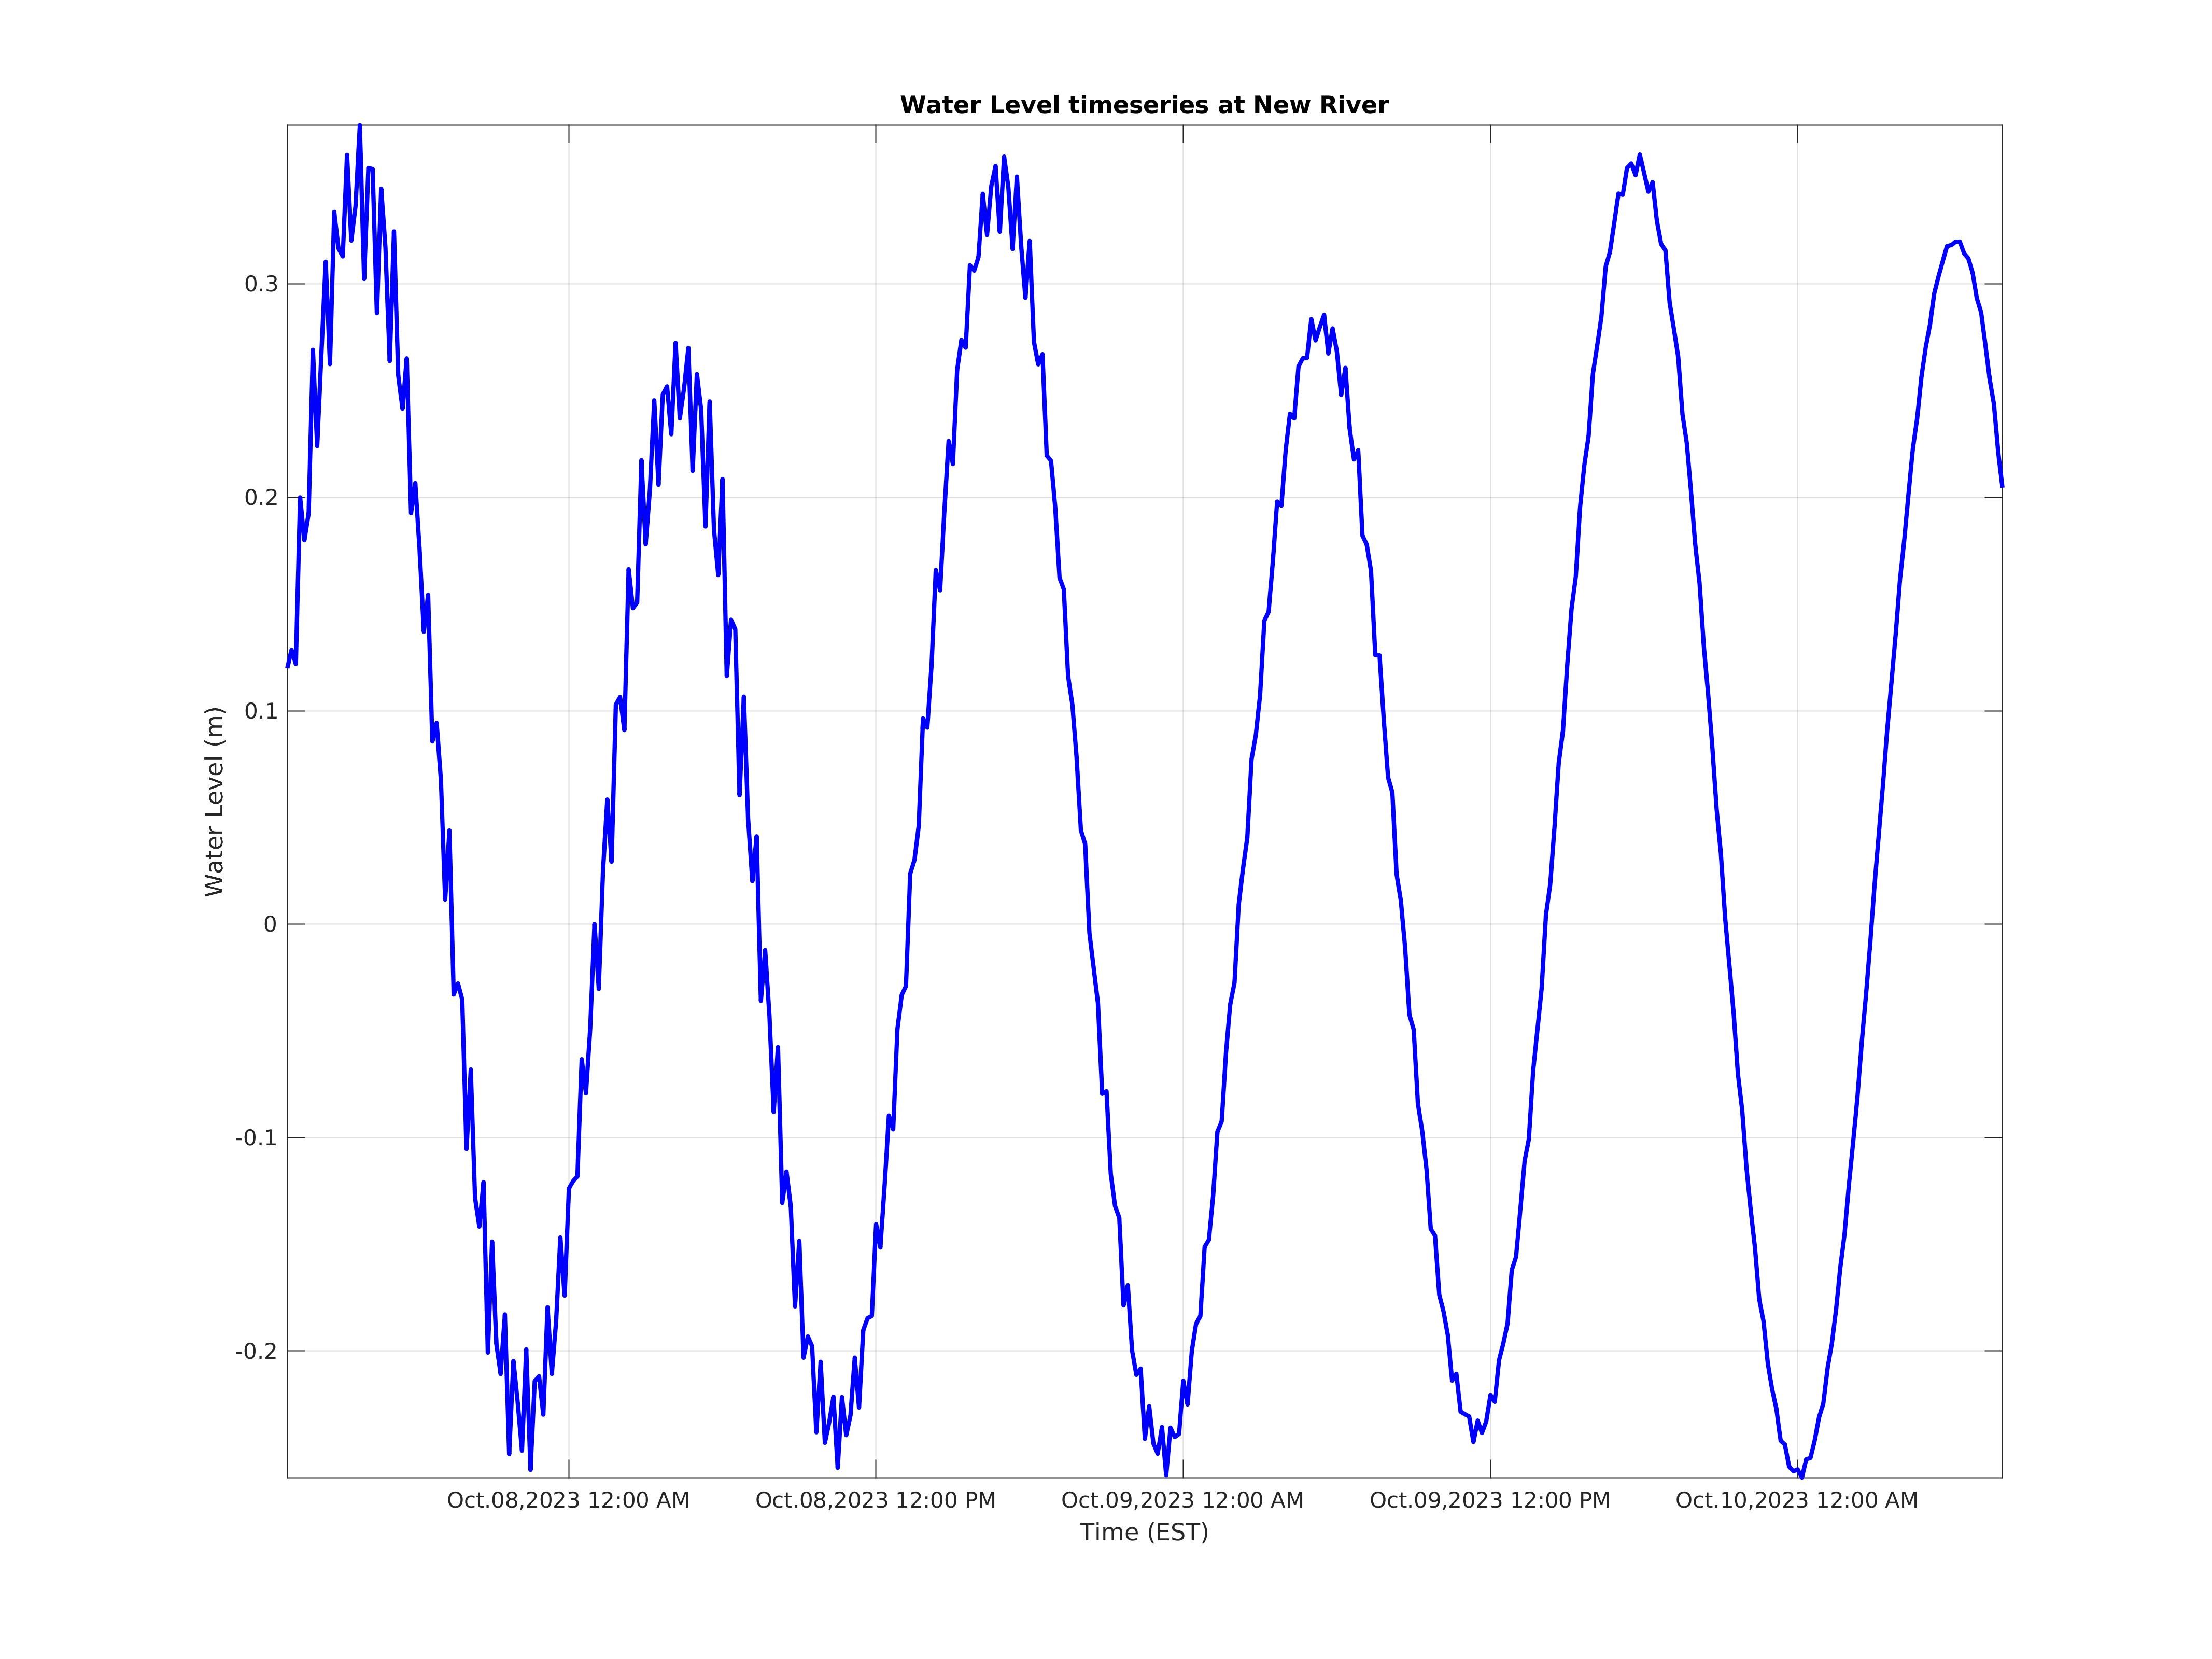 Water Level timeseries at New River
0.3
0.2
0.1
0
-0.1
-0.2
Water Level (m)
Oct.08,2023 12:00 AM
Oct.08,2023 12:00 PM
Oct.09,2023 12:00 AM
Oct.09,2023 12:00 PM
Oct.10,2023 12:00 AM
Time (EST)